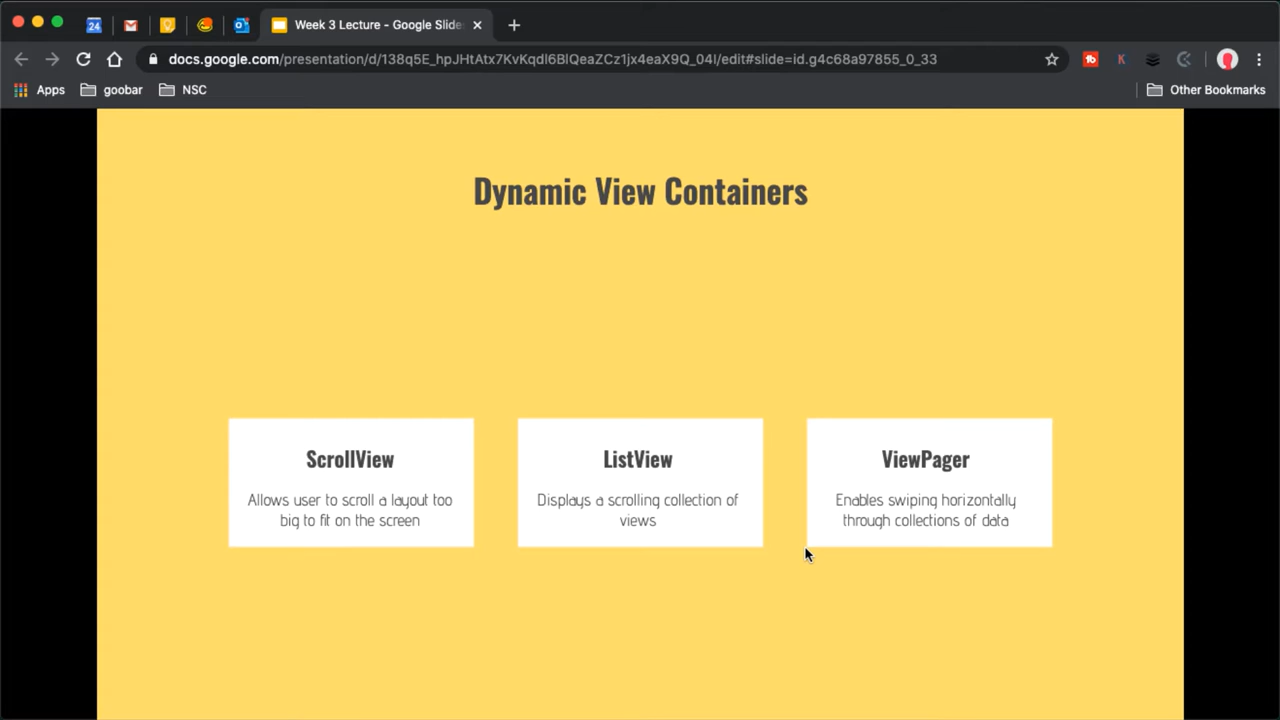 24
Week 3 Lecture - Google Slide
docs.google.com/presentation/d/138q5E_hpJHtAtx7KvKqdl6BlQeaZCz1jx4eaX9Q_04I/edit#slide=id.g4c68a97855_0_33
K
Apps
goobar
NSC
Other Bookmarks
Dynamic View Containers
ScrollView
Allows user to scroll a layout too
big to fit on the screen
ListView
Displays a scrolling collection of
views
ViewPager
Enables swiping horizontally
through collections of data